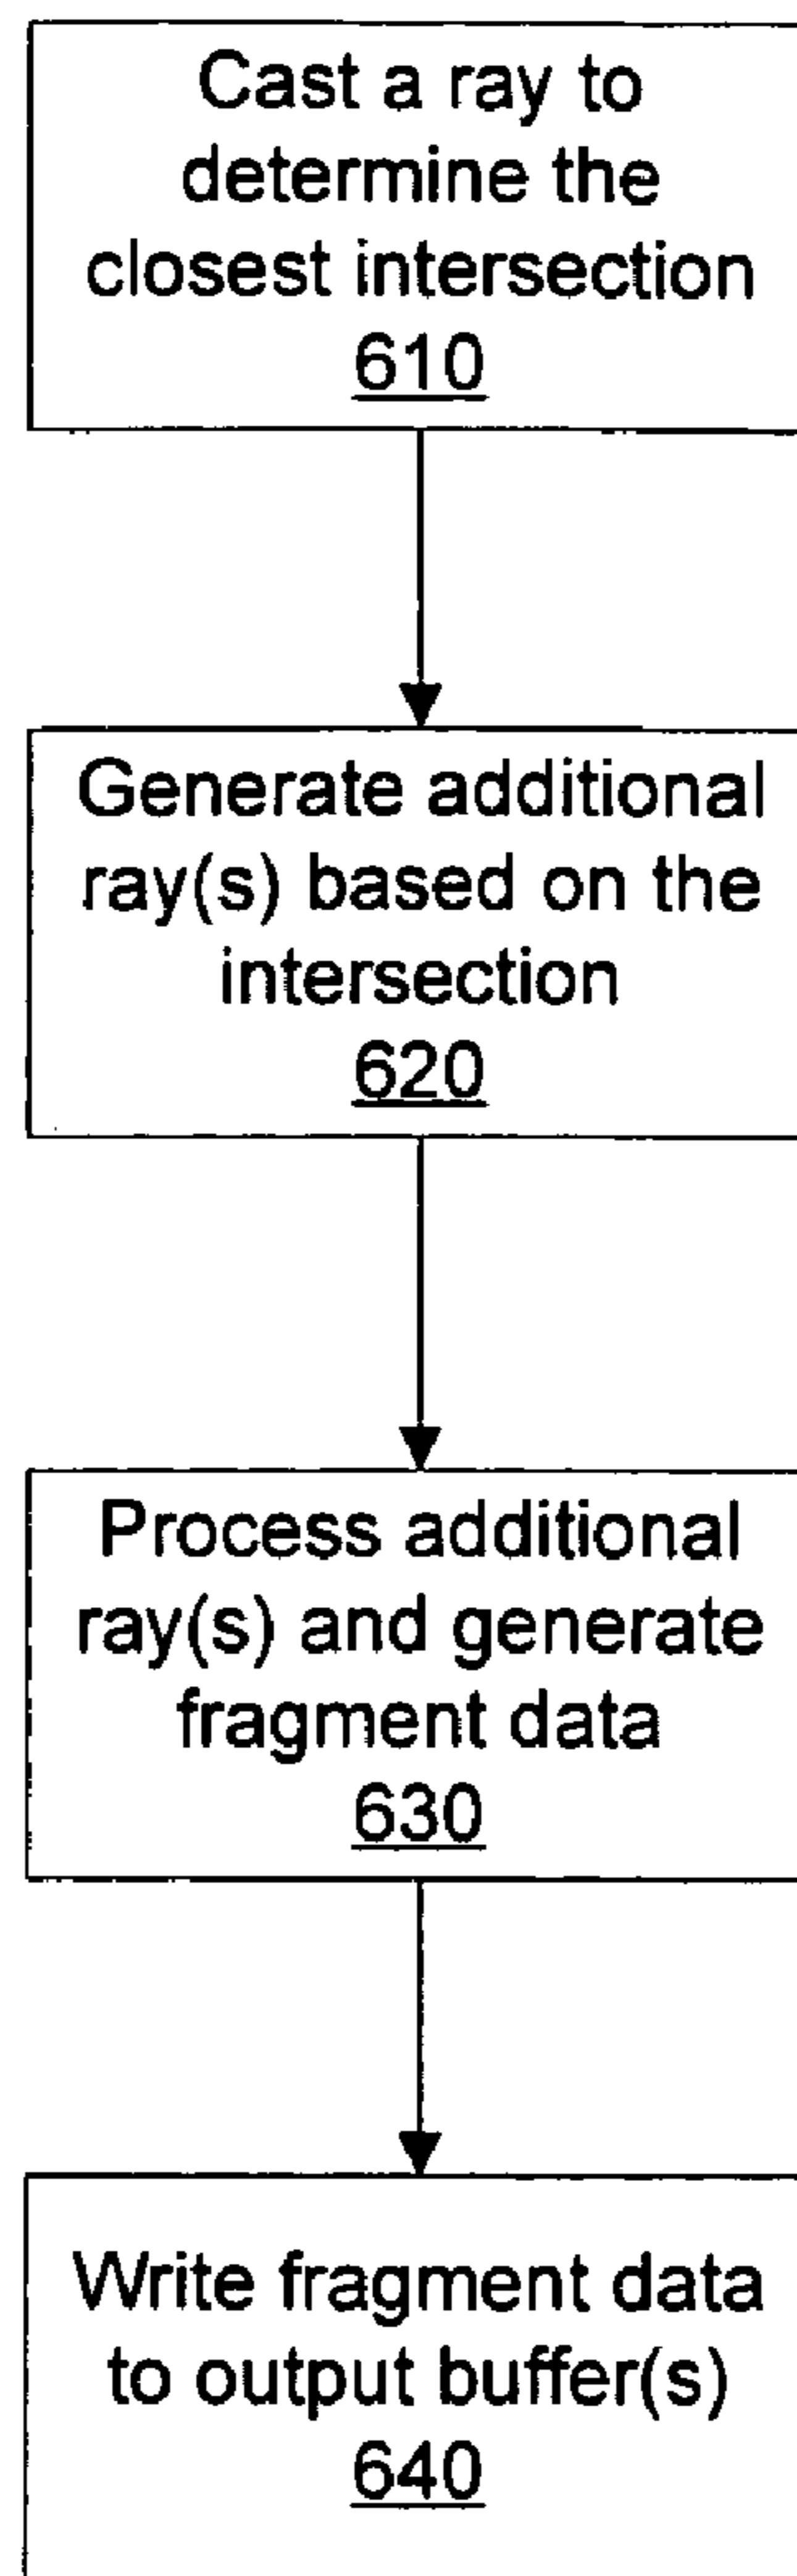 Cast a ray to
determine the
closest intersection
610
Generate additional
ray(s) based on the
intersection
620
Process additional
ray(s) and generate
fragment data
630
Write fragment data
to output buffer(s)
640